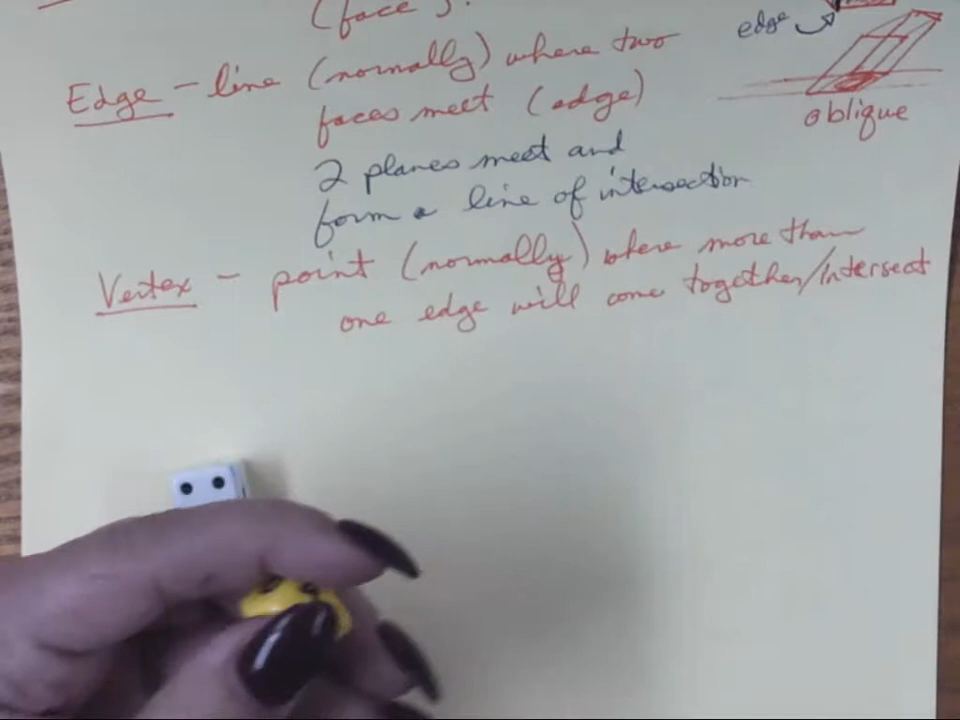 (face).
edge
Edge - line (normally) where two
faces meet (edge)
oblique
2 planes meet and
form a line of intersection
Vertex - point (normally) where more than
one edge will come together/intersect